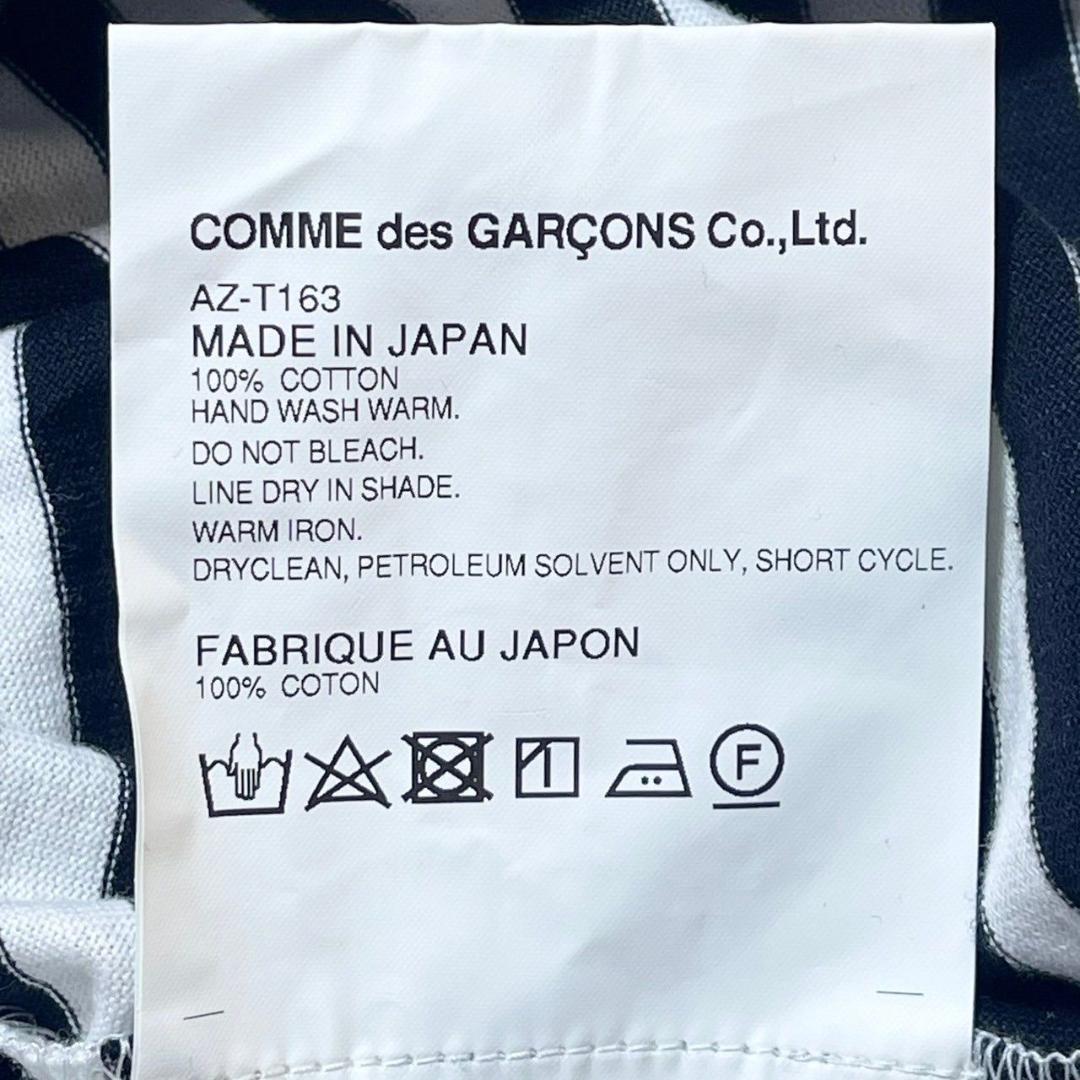 COMME des GARÇONS Co.,Ltd.
AZ-T163
MADE IN JAPAN
100% COTTON
HAND WASH WARM.
DO NOT BLEACH.
LINE DRY IN SHADE.
WARM IRON.
DRYCLEAN, PETROLEUM SOLVENT ONLY, SHORT CYCLE.
FABRIQUE AU JAPON
100% COTON
F